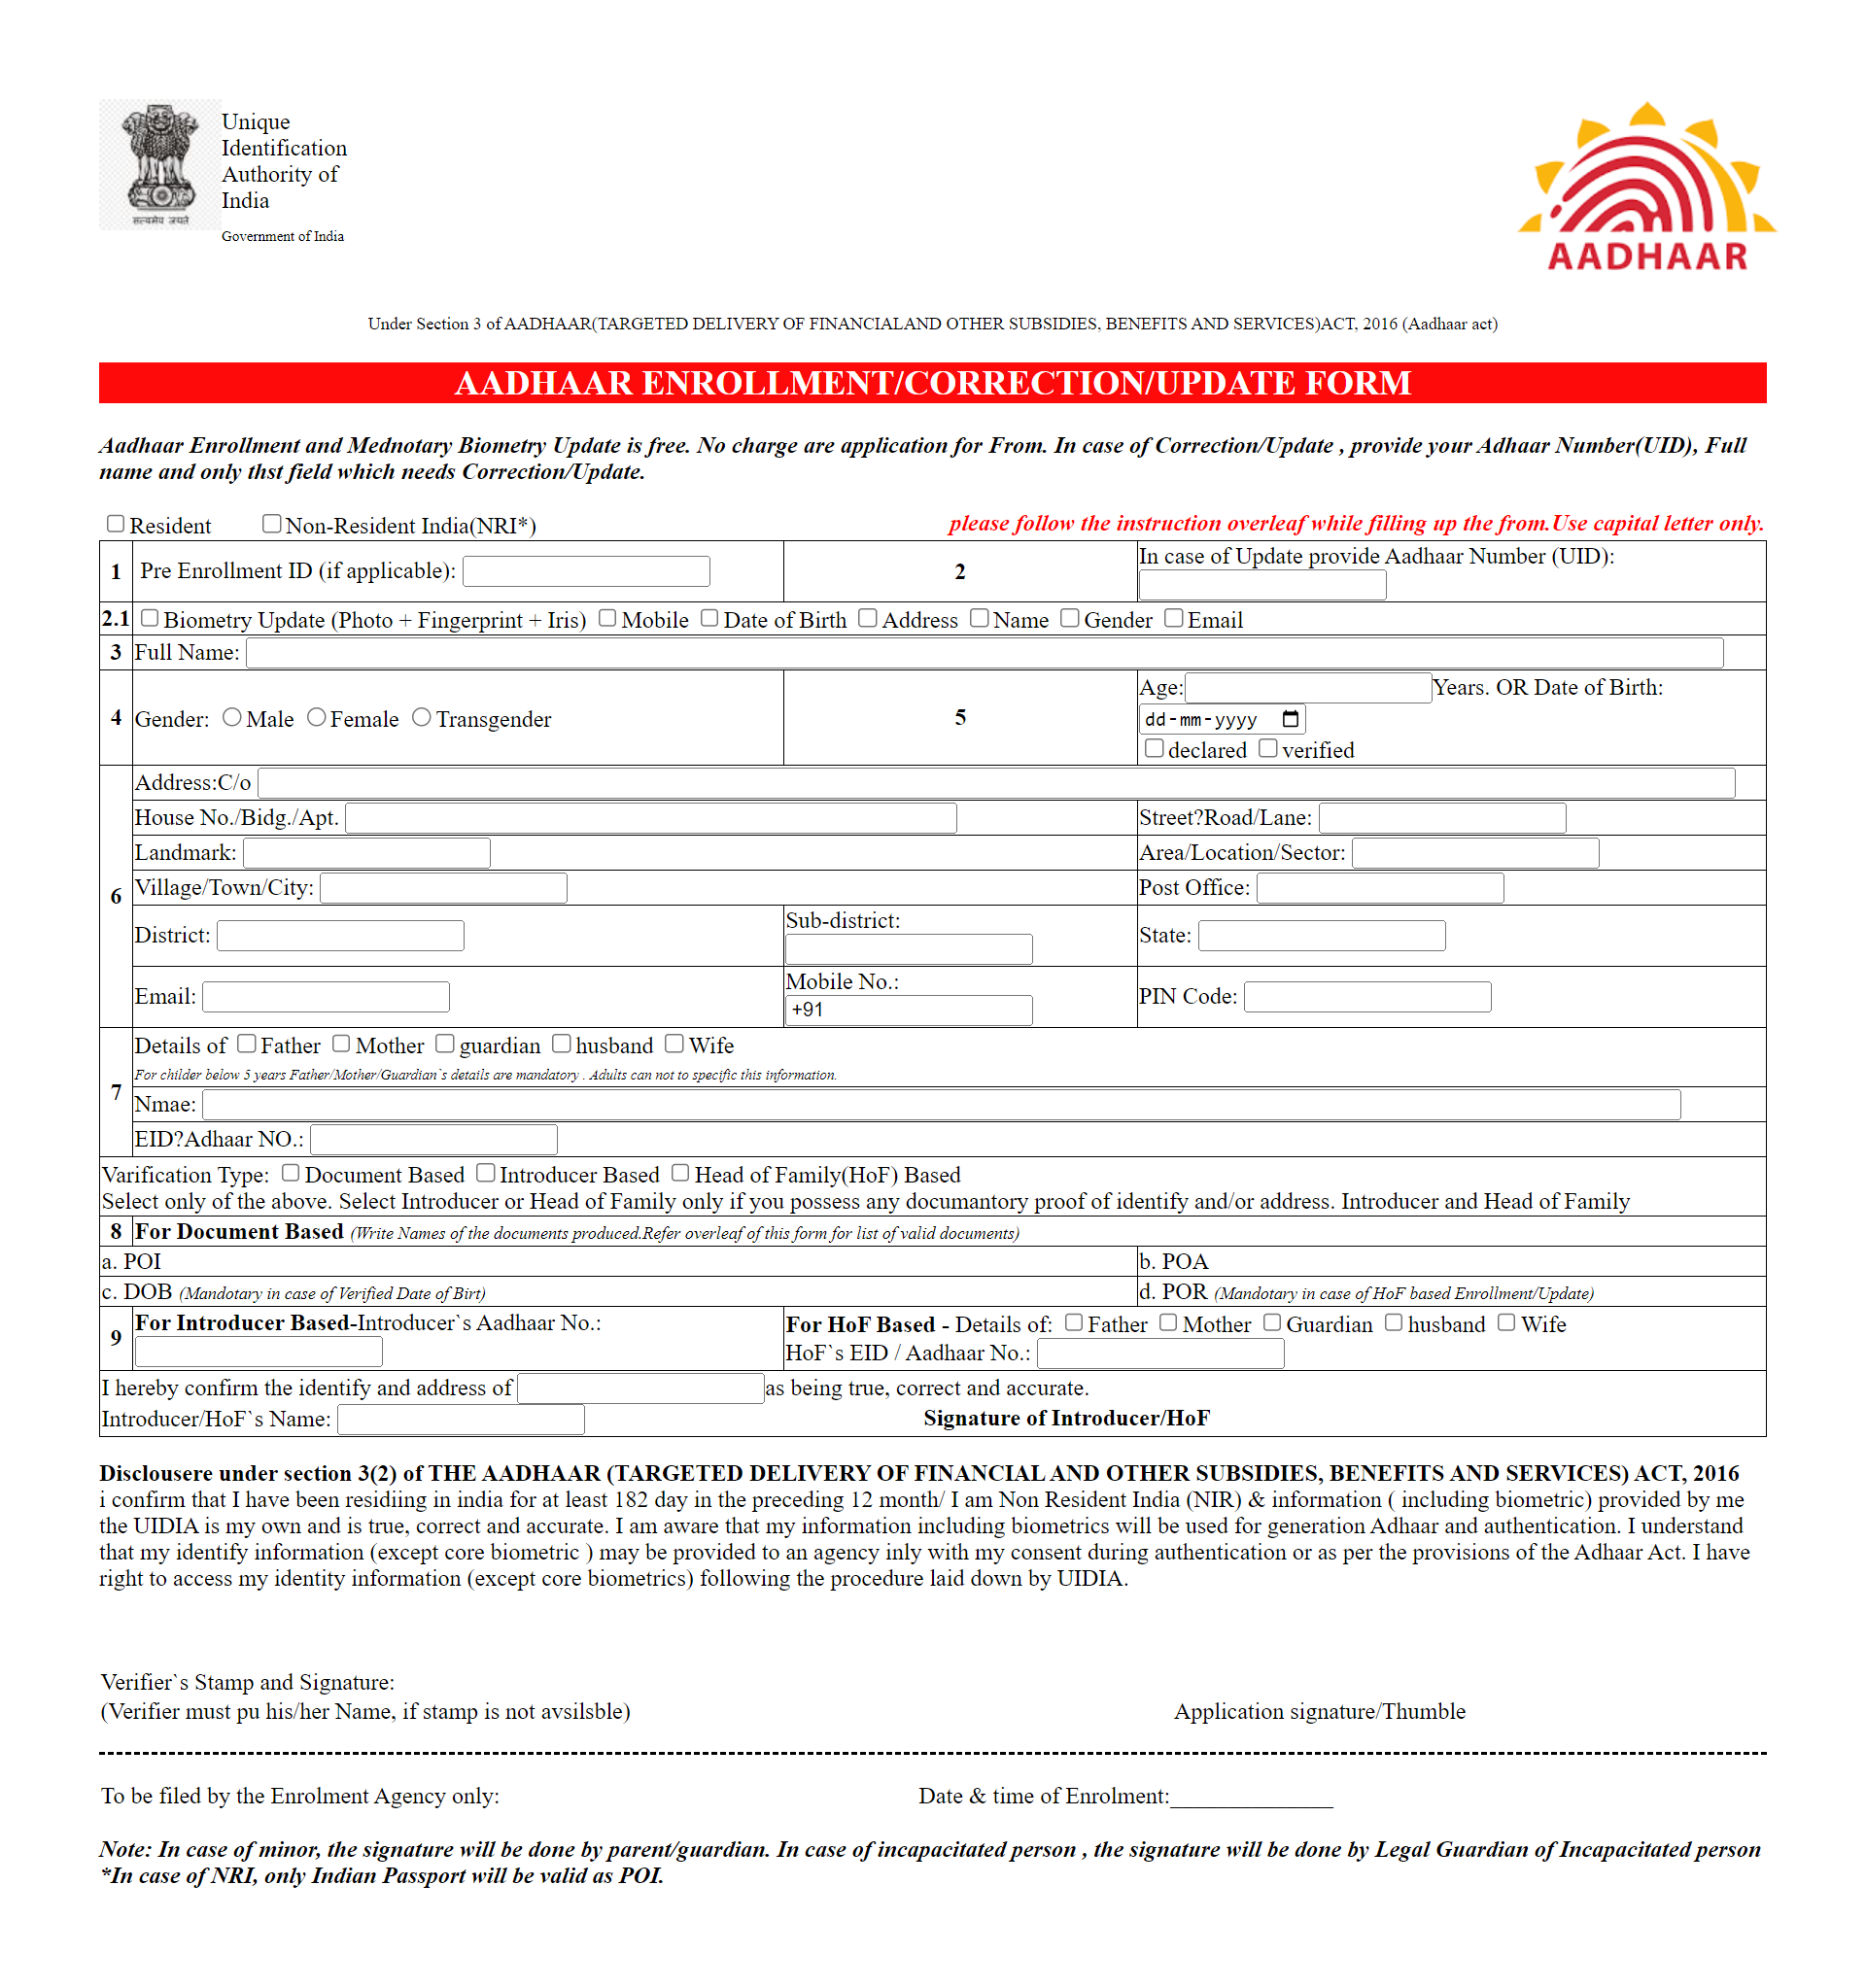 Unique
Identification
Authority of
India
Government of India
सत्यमेव जयते
AADHAAR
Under Section 3 of AADHAAR(TARGETED DELIVERY OF FINANCIALAND OTHER SUBSIDIES, BENEFITS AND SERVICES)ACT, 2016 (Aadhaar act)
AADHAAR ENROLLMENT/CORRECTION/UPDATE FORM
Aadhaar Enrollment and Mednotary Biometry Update is free. No charge are application for From. In case of Correction/Update , provide your Adhaar Number(UID), Full
name and only thst field which needs Correction/Update.
Resident Non-Resident India(NRI*) please follow the instruction overleaf while filling up the from.Use capital letter only.
1 Pre Enrollment ID (if applicable): 2 In case of Update provide Aadhaar Number (UID):
2.1 Biometry Update (Photo + Fingerprint + Iris) Mobile Date of Birth Address Name Gender Email
3 Full Name:
4 Gender: Male Female Transgender 5 Age: Years. OR Date of Birth:
dd-mm-yyyy
declared verified
6 Address:C/o
House No./Bidg./Apt. Street?Road/Lane:
Landmark: Area/Location/Sector:
Village/Town/City: Post Office:
District: Sub-district: State:
Email: Mobile No.: +91 PIN Code:
7 Details of Father Mother guardian husband Wife
For childer below 5 years Father/Mother/Guardian`s details are mandatory . Adults can not to specific this information.
Nmae:
EID?Adhaar NO.:
Varification Type: Document Based Introducer Based Head of Family(HoF) Based
Select only of the above. Select Introducer or Head of Family only if you possess any documantory proof of identify and/or address. Introducer and Head of Family
8 For Document Based (Write Names of the documents produced.Refer overleaf of this form for list of valid documents)
a. POI b. POA
c. DOB (Mandotary in case of Verified Date of Birt) d. POR (Mandotary in case of HoF based Enrollment/Update)
9 For Introducer Based-Introducer`s Aadhaar No.: For HoF Based - Details of: Father Mother Guardian husband Wife
HoF`s EID / Aadhaar No.:
I hereby confirm the identify and address of as being true, correct and accurate.
Introducer/HoF`s Name: Signature of Introducer/HoF
Disclousere under section 3(2) of THE AADHAAR (TARGETED DELIVERY OF FINANCIAL AND OTHER SUBSIDIES, BENEFITS AND SERVICES) ACT, 2016
i confirm that I have been residiing in india for at least 182 day in the preceding 12 month/ I am Non Resident India (NIR) & information ( including biometric) provided by me
the UIDIA is my own and is true, correct and accurate. I am aware that my information including biometrics will be used for generation Adhaar and authentication. I understand
that my identify information (except core biometric ) may be provided to an agency inly with my consent during authentication or as per the provisions of the Adhaar Act. I have
right to access my identity information (except core biometrics) following the procedure laid down by UIDIA.
Verifier`s Stamp and Signature:
(Verifier must pu his/her Name, if stamp is not avsilsble) Application signature/Thumble
To be filed by the Enrolment Agency only: Date & time of Enrolment:______________
Note: In case of minor, the signature will be done by parent/guardian. In case of incapacitated person , the signature will be done by Legal Guardian of Incapacitated person
*In case of NRI, only Indian Passport will be valid as POI.